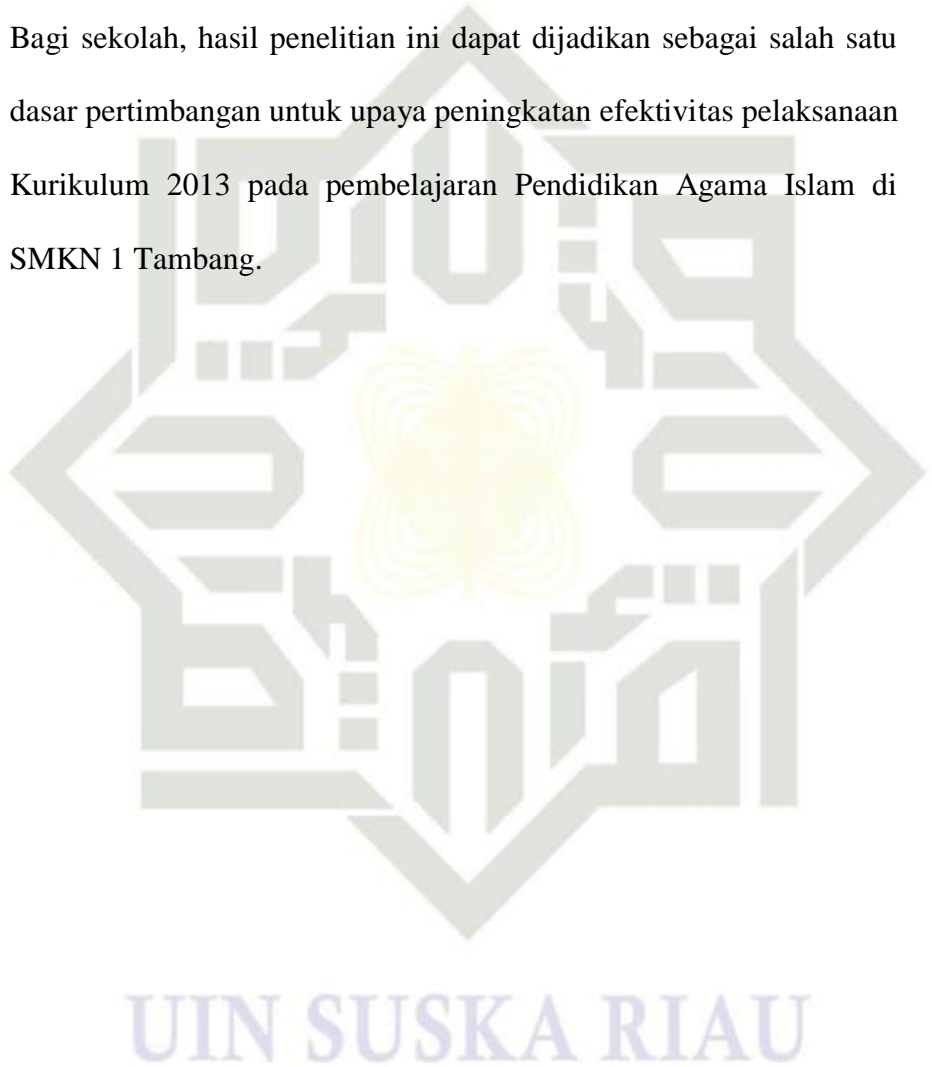 Bagi sekolah, hasil penelitian ini dapat dijadikan sebagai salah satu
dasar pertimbangan untuk upaya peningkatan efektivitas pelaksanaan
Kurikulum 2013 pada pembelajaran Pendidikan Agama Islam di
SMKN 1 Tambang.
UIN SUSKA RIAU